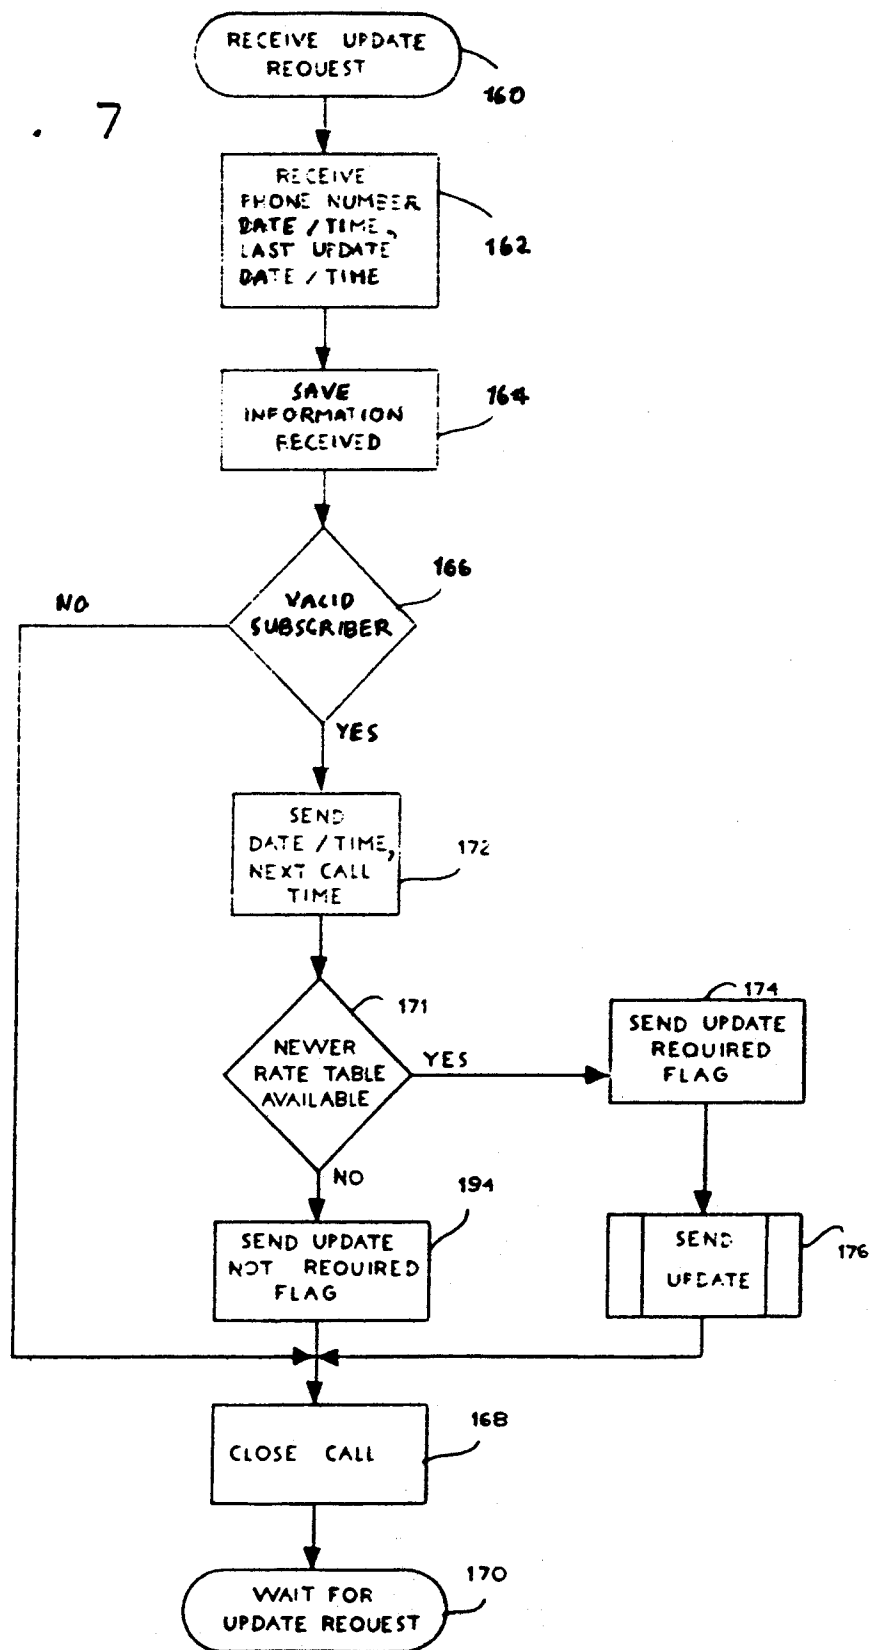 RECEIVE UPDATE
REQUEST
160
. 7
RECEIVE
PHONE NUMBER
DATE / TIME,
LAST UPDATE
DATE / TIME
162
SAVE
INFORMATION
RECEIVED
164
VALID
SUBSCRIBER
166
NO
YES
SEND
DATE / TIME,
NEXT CALL
TIME
172
NEWER
RATE TABLE
AVAILABLE
171
YES
SEND UPDATE
REQUIRED
FLAG
174
NO
SEND UPDATE
NOT REQUIRED
FLAG
194
SEND
UPDATE
176
CLOSE CALL
168
WAIT FOR
UPDATE REQUEST
170